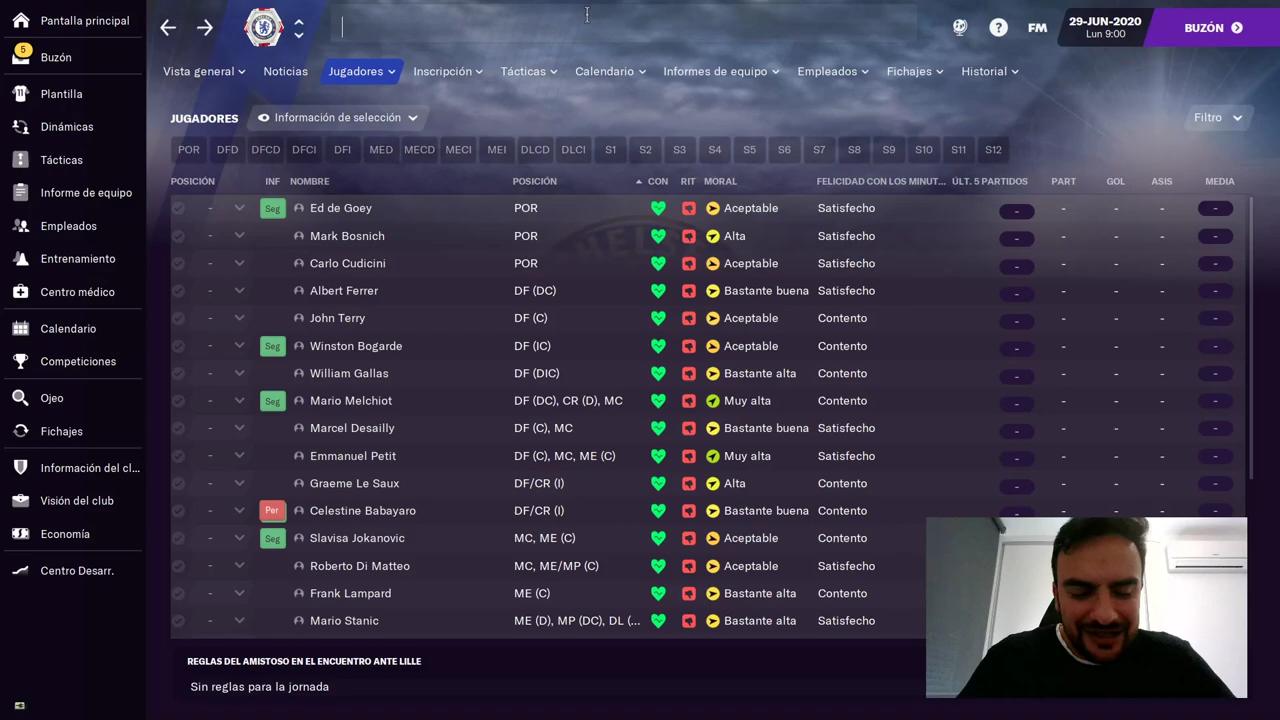 Pantalla principal
29-JUN-2020
Lun 9:00
BUZÓN
FM
5
Buzón
Vista general
Noticias
Jugadores
Inscripción
Tácticas
Calendario
Informes de equipo
Empleados
Fichajes
Historial
Plantilla
Dinámicas
Tácticas
Informe de equipo
Empleados
Entrenamiento
Centro médico
Calendario
Competiciones
Ojeo
Fichajes
Información del cl...
Visión del club
Economía
Centro Desarr.
JUGADORES
Información de selección
Filtro
POR DFD DFCD DFCI DFI MED MECD MECI MEI DLCD DLCI S1 S2 S3 S4 S5 S6 S7 S8 S9 S10 S11 S12
POSICIÓN INF NOMBRE POSICIÓN CON RIT MORAL FELICIDAD CON LOS MINUT... ÚLT. 5 PARTIDOS PART GOL ASIS MEDIA
- Seg Ed de Goey POR Aceptable Satisfecho - - - - -
- Mark Bosnich POR Alta Satisfecho - - - - -
- Carlo Cudicini POR Aceptable Satisfecho - - - - -
- Albert Ferrer DF (DC) Bastante buena Satisfecho - - - - -
- John Terry DF (C) Aceptable Contento - - - - -
- Seg Winston Bogarde DF (IC) Aceptable Contento - - - - -
- William Gallas DF (DIC) Bastante alta Contento - - - - -
- Seg Mario Melchiot DF (DC), CR (D), MC Muy alta Contento - - - - -
- Marcel Desailly DF (C), MC Bastante buena Satisfecho - - - - -
- Emmanuel Petit DF (C), MC, ME (C) Muy alta Satisfecho - - - - -
- Graeme Le Saux DF/CR (I) Alta Contento - - - - -
- Per Celestine Babayaro DF/CR (I) Bastante buena Contento - - - - -
- Seg Slavisa Jokanovic MC, ME (C) Aceptable Contento
- Roberto Di Matteo MC, ME/MP (C) Aceptable Contento
- Frank Lampard ME (C) Bastante alta Contento
- Mario Stanic ME (D), MP (DC), DL (... Bastante alta Satisfecho
REGLAS DEL AMISTOSO EN EL ENCUENTRO ANTE LILLE
Sin reglas para la jornada